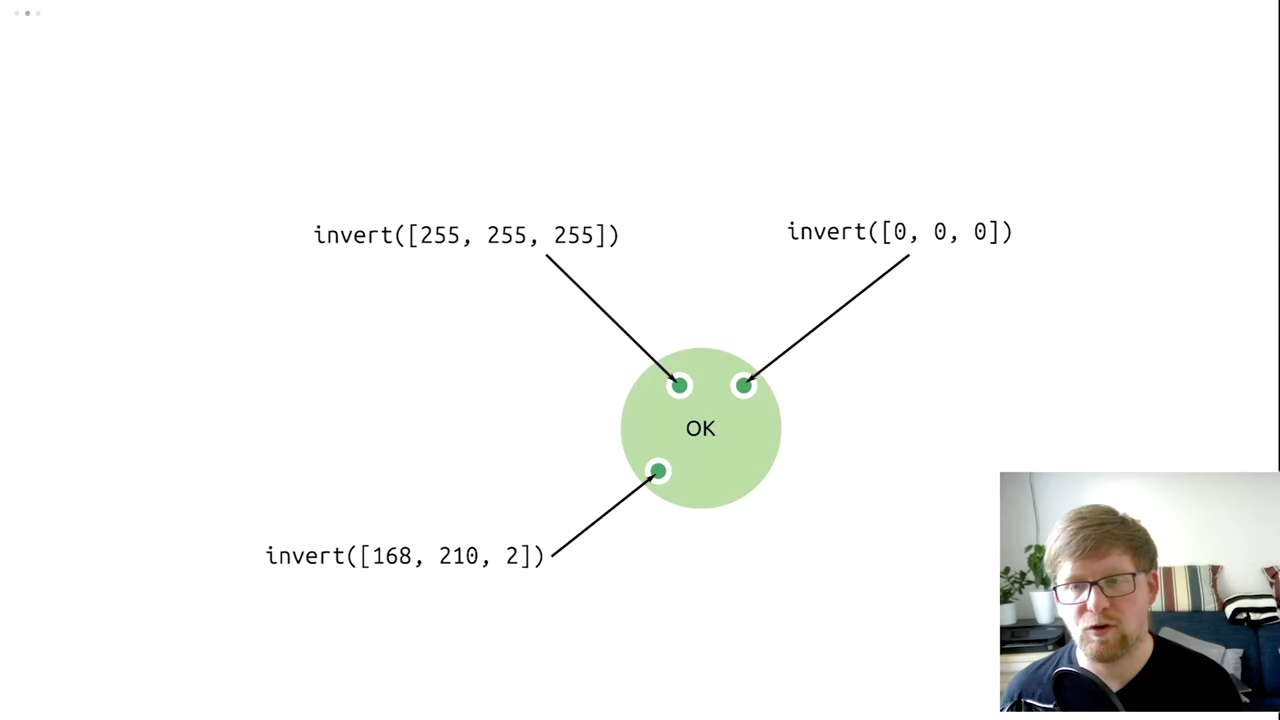 invert([255, 255, 255])
invert([0, 0, 0])
OK
invert([168, 210, 2])